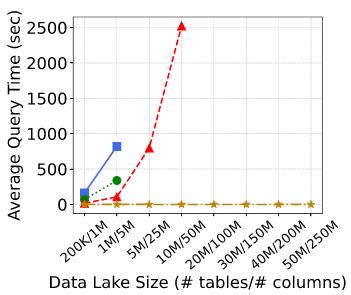 Average Query Time (sec)
2500
2000
1500
1000
500
0
200K/1M
1M/5M
5M/25M
10M/50M
20M/100M
30M/150M
40M/200M
50M/250M
Data Lake Size (# tables/# columns)